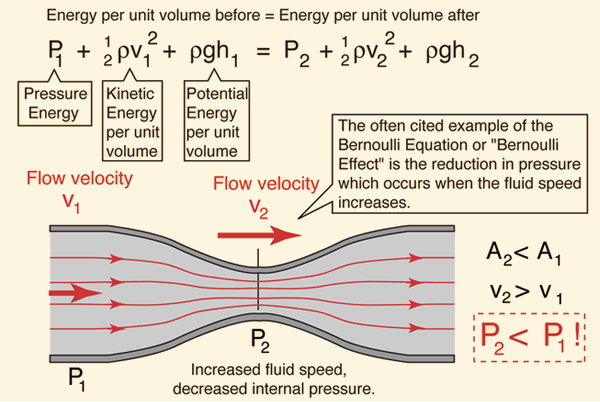 Energy per unit volume before = Energy per unit volume after
P₁ + ½ρv₁² + ρgh₁ = P₂ + ½ρv₂² + ρgh₂
Pressure
Energy
Kinetic
Energy
per unit
volume
Potential
Energy
per unit
volume
The often cited example of the
Bernoulli Equation or "Bernoulli
Effect" is the reduction in pressure
which occurs when the fluid speed
increases.
Flow velocity
v₁
Flow velocity
v₂
A₂ < A₁
v₂ > v₁
P₂ < P₁ !
P₁
P₂
Increased fluid speed,
decreased internal pressure.